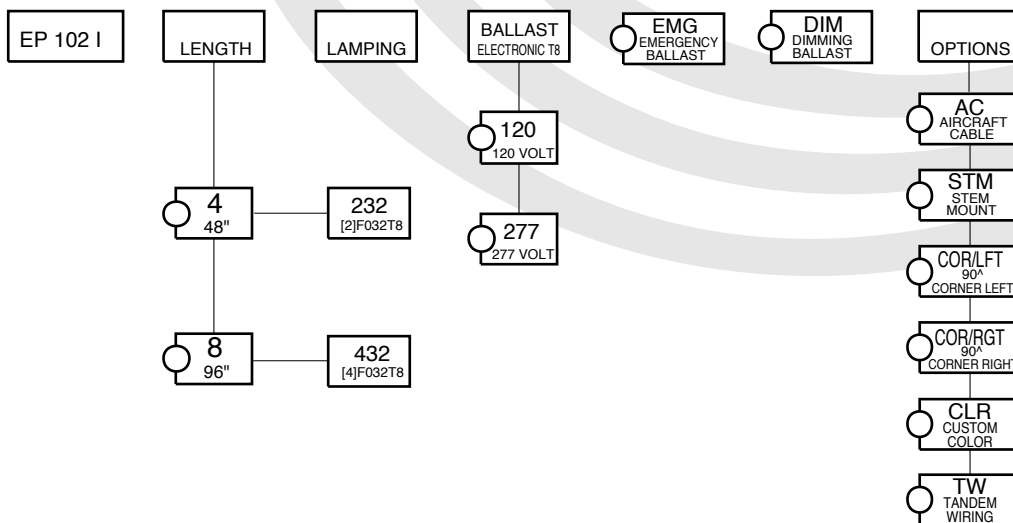 EP 102 I
LENGTH
LAMPING
BALLAST
ELECTRONIC T8
EMG
EMERGENCY
BALLAST
DIM
DIMMING
BALLAST
OPTIONS
120
120 VOLT
277
277 VOLT
4
48"
232
[2]F032T8
8
96"
432
[4]F032T8
AC
AIRCRAFT
CABLE
STM
STEM
MOUNT
COR/LFT
90^
CORNER LEFT
COR/RGT
90^
CORNER RIGHT
CLR
CUSTOM
COLOR
TW
TANDEM
WIRING